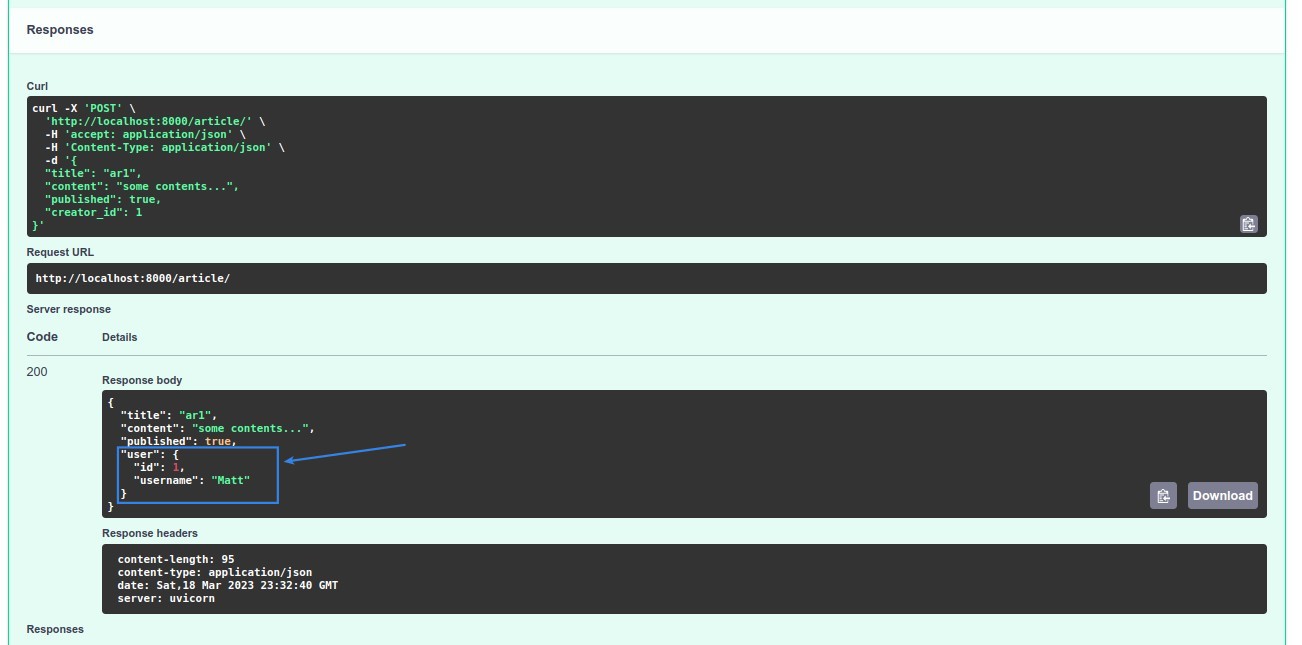 Responses
Curl
curl -X 'POST' \
  'http://localhost:8000/article/' \
  -H 'accept: application/json' \
  -H 'Content-Type: application/json' \
  -d '{
  "title": "ar1",
  "content": "some contents...",
  "published": true,
  "creator_id": 1
}'
Request URL
http://localhost:8000/article/
Server response
Code Details
200
Response body
{
  "title": "ar1",
  "content": "some contents...",
  "published": true,
  "user": {
    "id": 1,
    "username": "Matt"
  }
}
Download
Response headers
content-length: 95
content-type: application/json
date: Sat,18 Mar 2023 23:32:40 GMT
server: uvicorn
Responses